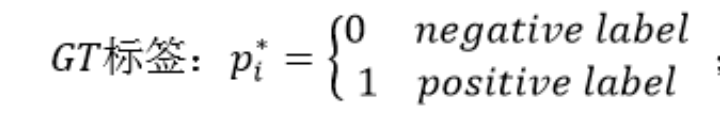 GT标签：p_i^* = {0 negative label
1 positive label ;